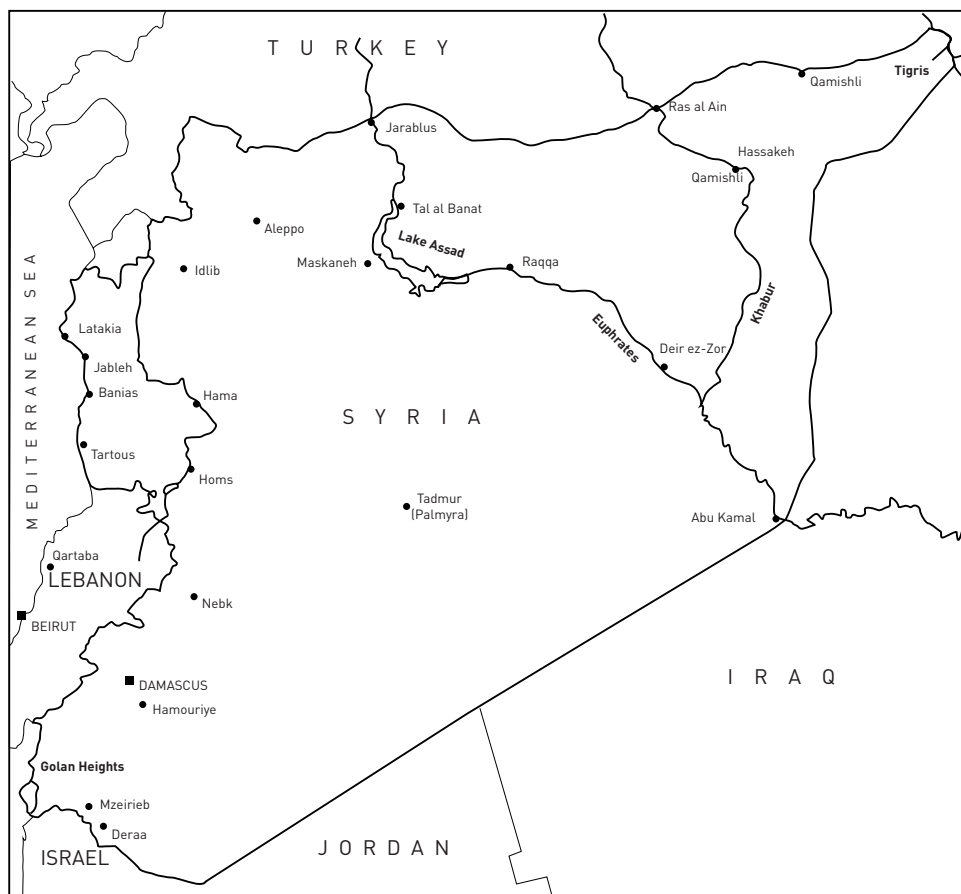 TURKEY
Tigris
Qamishli
Ras al Ain
Jarablus
Hassakeh
Qamishli
Tal al Banat
Aleppo
Lake Assad
Maskaneh
Raqqa
Idlib
MEDITERRANEAN SEA
Khabur
Euphrates
Latakia
Deir ez-Zor
Jableh
Banias
Hama
SYRIA
Tartous
Homs
Tadmur
(Palmyra)
Abu Kamal
Qartaba
LEBANON
Nebk
BEIRUT
IRAQ
DAMASCUS
Hamouriye
Golan Heights
Mzeirieb
Deraa
JORDAN
ISRAEL